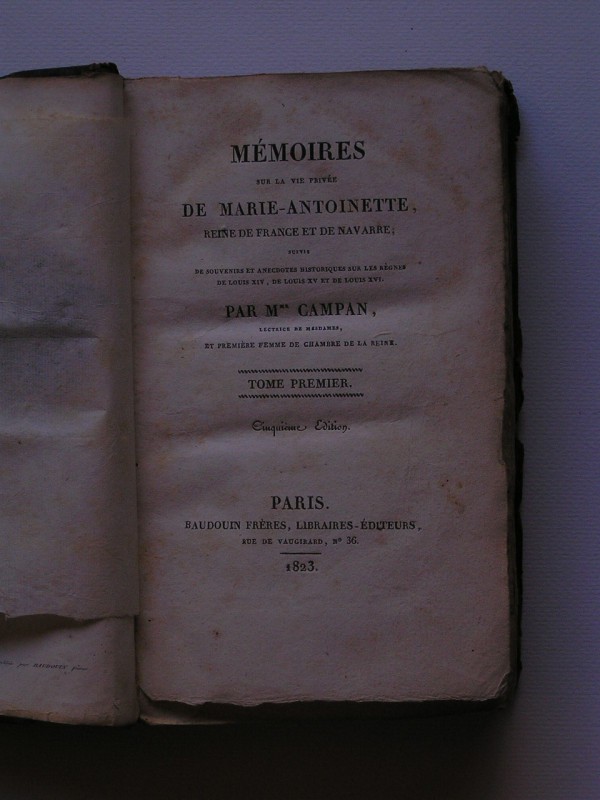 MÉMOIRES
SUR LA VIE PRIVÉE
DE MARIE-ANTOINETTE,
REINE DE FRANCE ET DE NAVARRE;
SUIVIS
DE SOUVENIRS ET ANECDOTES HISTORIQUES SUR LES RÈGNES
DE LOUIS XIV, DE LOUIS XV ET DE LOUIS XVI.
PAR Mme CAMPAN,
LECTRICE DE MESDAMES,
ET PREMIÈRE FEMME DE CHAMBRE DE LA REINE.
TOME PREMIER.
Cinquième Edition.
PARIS.
BAUDOUIN FRÈRES, LIBRAIRES-ÉDITEURS,
RUE DE VAUGIRARD, No 36.
1823.